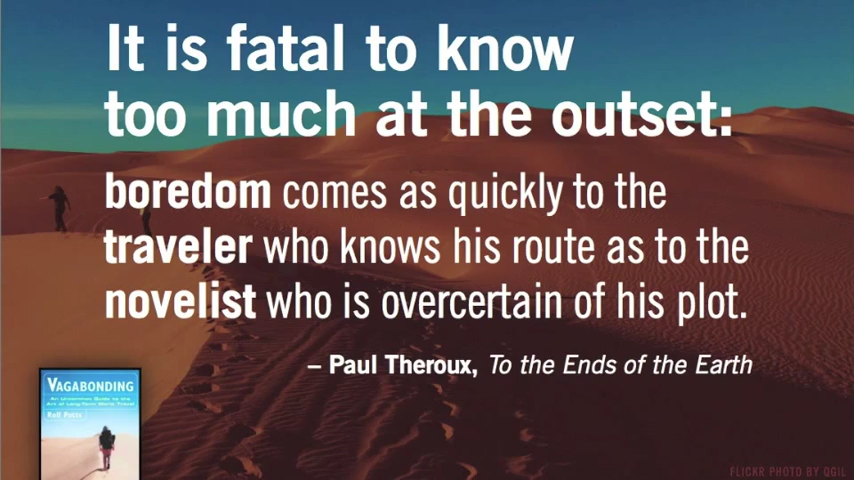 It is fatal to know
too much at the outset:
boredom comes as quickly to the
traveler who knows his route as to the
novelist who is overcertain of his plot.
– Paul Theroux, To the Ends of the Earth
VAGABONDING
An Uncommon Guide to the
Art of Long-Term World Travel
Rolf Potts
FLICKR PHOTO BY QGIL